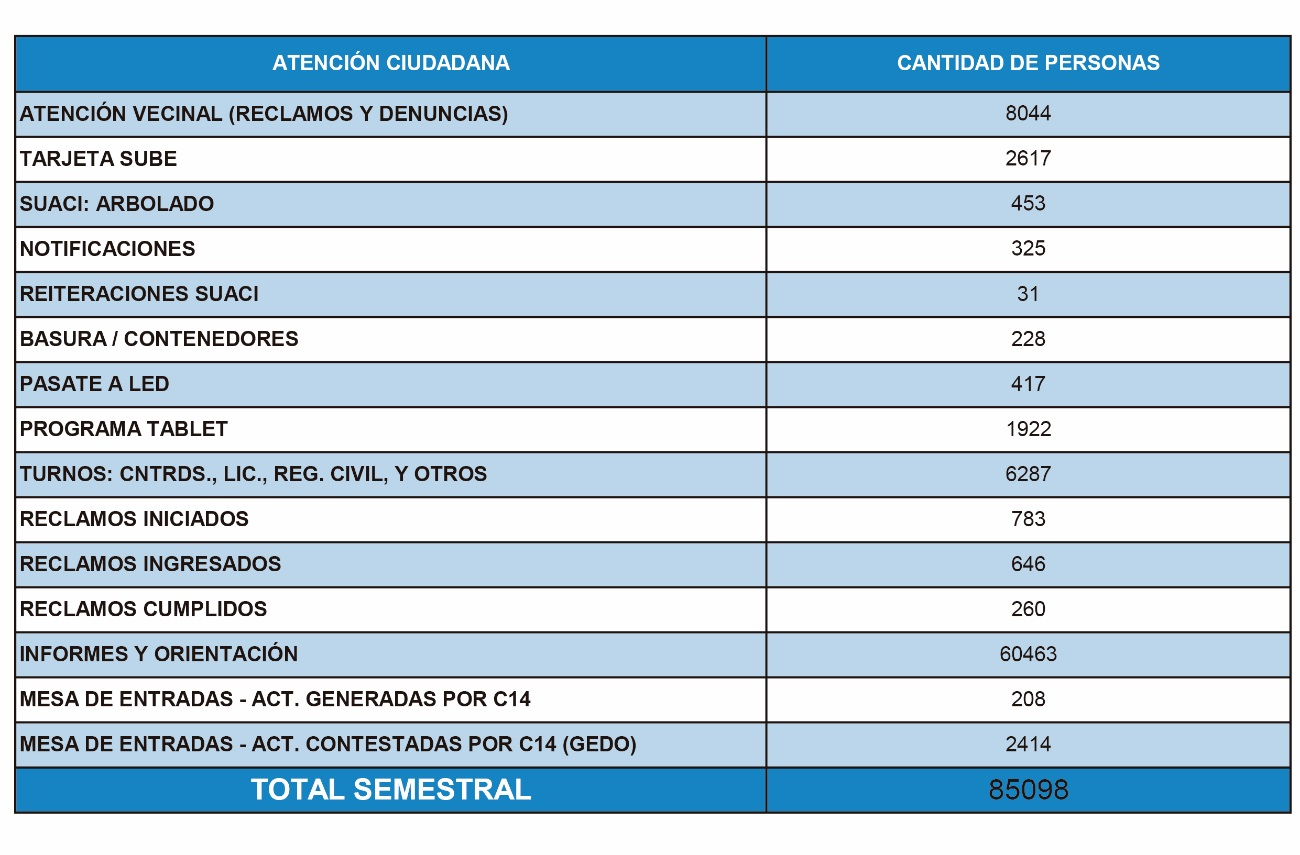 ATENCIÓN CIUDADANA CANTIDAD DE PERSONAS
ATENCIÓN VECINAL (RECLAMOS Y DENUNCIAS) 8044
TARJETA SUBE 2617
SUACI: ARBOLADO 453
NOTIFICACIONES 325
REITERACIONES SUACI 31
BASURA / CONTENEDORES 228
PASATE A LED 417
PROGRAMA TABLET 1922
TURNOS: CNTRDS., LIC., REG. CIVIL, Y OTROS 6287
RECLAMOS INICIADOS 783
RECLAMOS INGRESADOS 646
RECLAMOS CUMPLIDOS 260
INFORMES Y ORIENTACIÓN 60463
MESA DE ENTRADAS - ACT. GENERADAS POR C14 208
MESA DE ENTRADAS - ACT. CONTESTADAS POR C14 (GEDO) 2414
TOTAL SEMESTRAL 85098